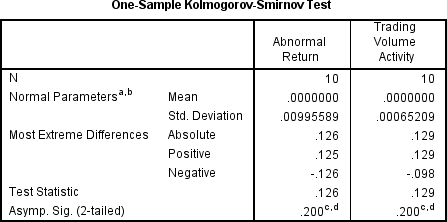 One-Sample Kolmogorov-Smirnov Test
Abnormal Return Trading Volume Activity
N 10 10
Normal Parameters a,b Mean .0000000 .0000000
Std. Deviation .00995589 .00065209
Most Extreme Differences Absolute .126 .129
Positive .125 .129
Negative -.126 -.098
Test Statistic .126 .129
Asymp. Sig. (2-tailed) .200 c,d .200 c,d